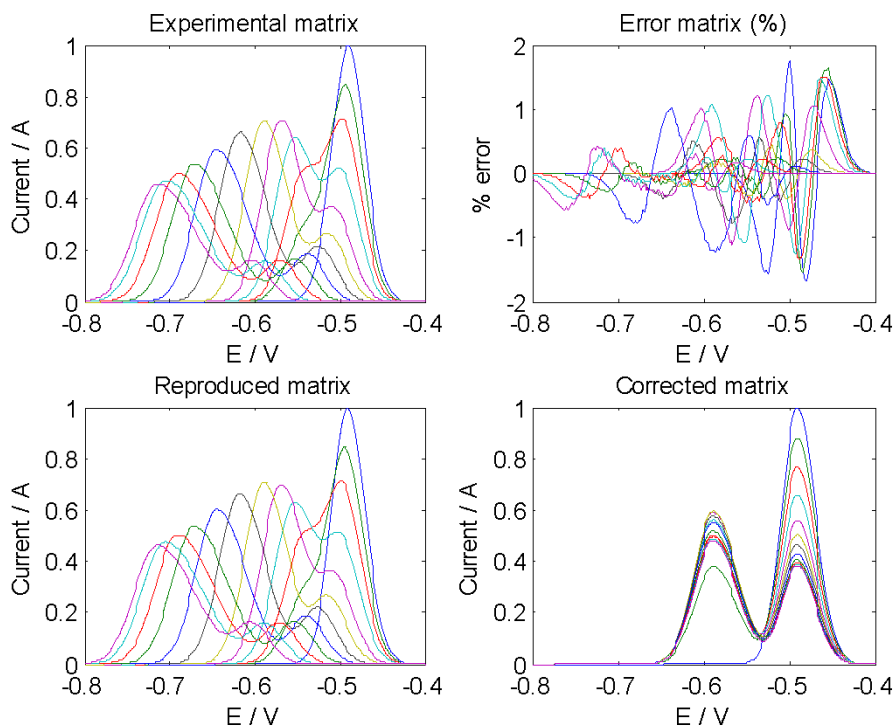 Experimental matrix
Current / A
1
0.8
0.6
0.4
0.2
0
-0.8 -0.7 -0.6 -0.5 -0.4
E / V
Error matrix (%)
% error
2
1
0
-1
-2
-0.8 -0.7 -0.6 -0.5 -0.4
E / V
Reproduced matrix
Current / A
1
0.8
0.6
0.4
0.2
0
-0.8 -0.7 -0.6 -0.5 -0.4
E / V
Corrected matrix
Current / A
1
0.8
0.6
0.4
0.2
0
-0.8 -0.7 -0.6 -0.5 -0.4
E / V